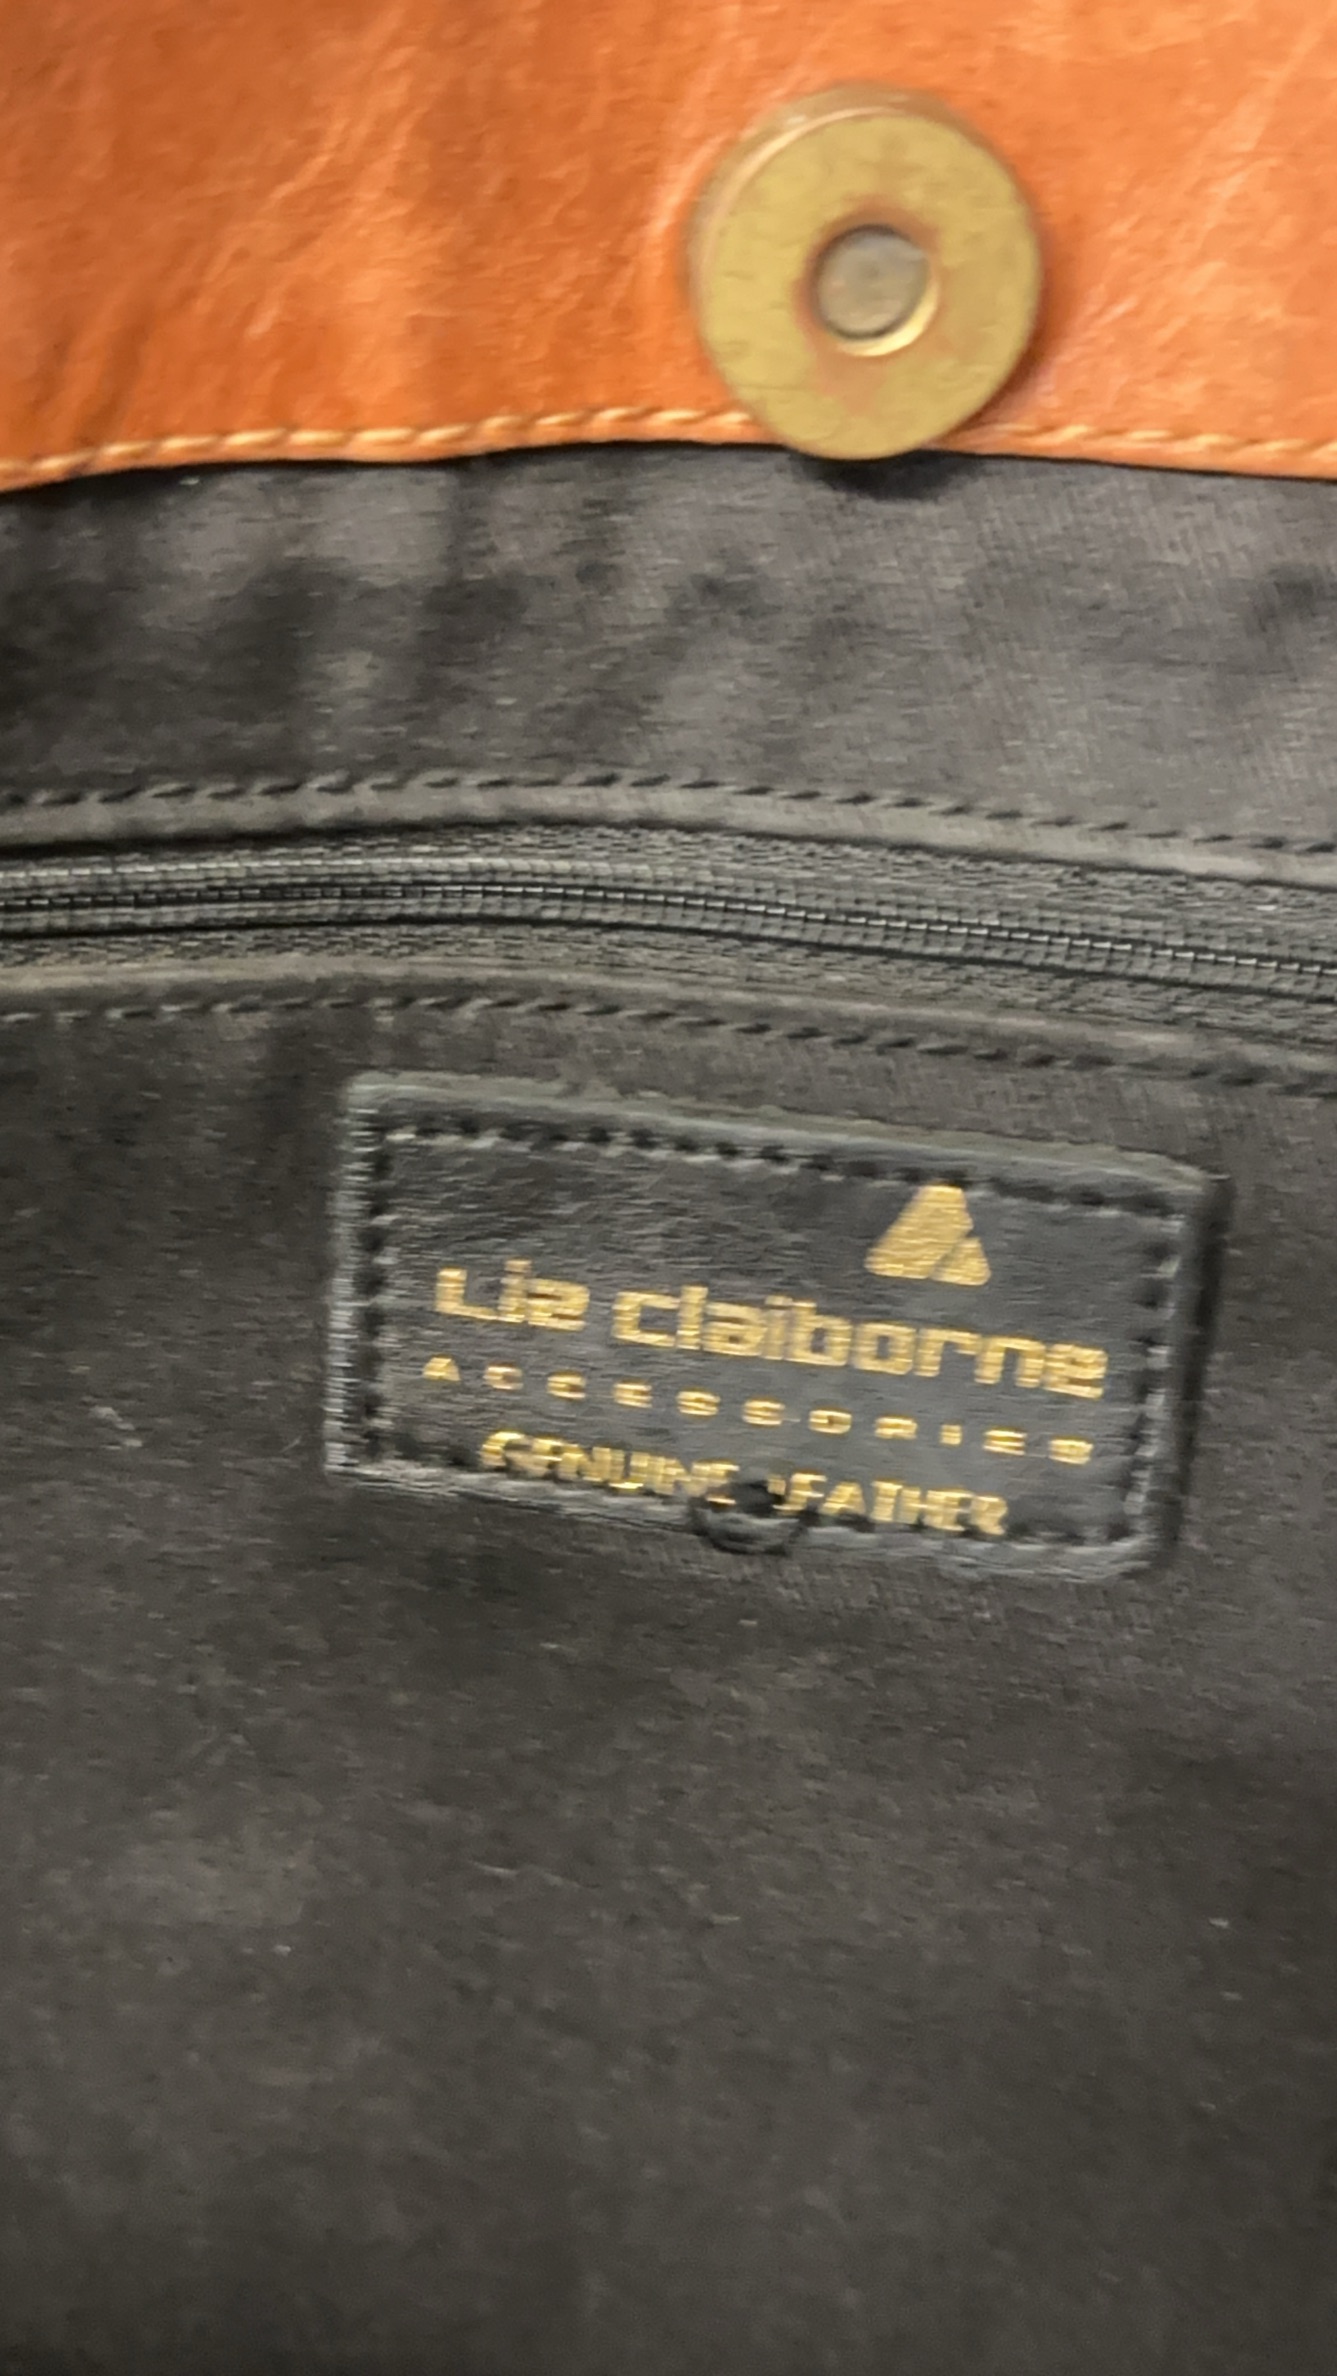 Liz claiborne
ACCESSORIES
GENUINE LEATHER